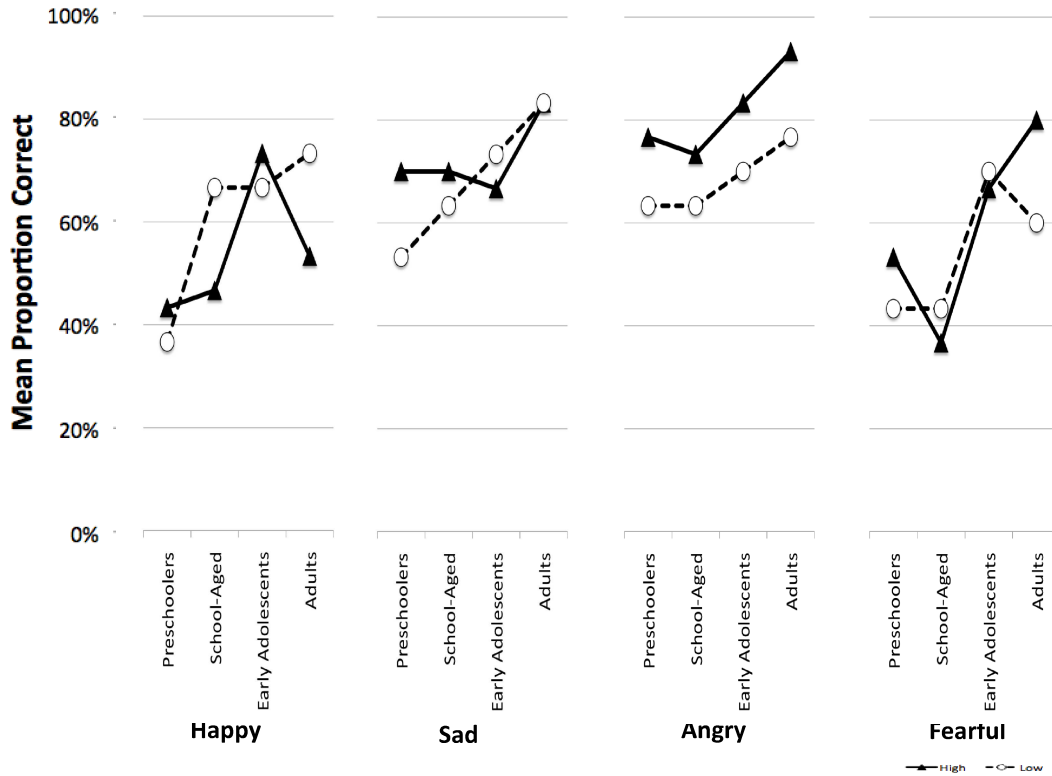 Mean Proportion Correct
100%
80%
60%
40%
20%
0%
Preschoolers
School-Aged
Early Adolescents
Adults
Happy
Preschoolers
School-Aged
Early Adolescents
Adults
Sad
Preschoolers
School-Aged
Early Adolescents
Adults
Angry
Preschoolers
School-Aged
Early Adolescents
Adults
Fearful
High
Low